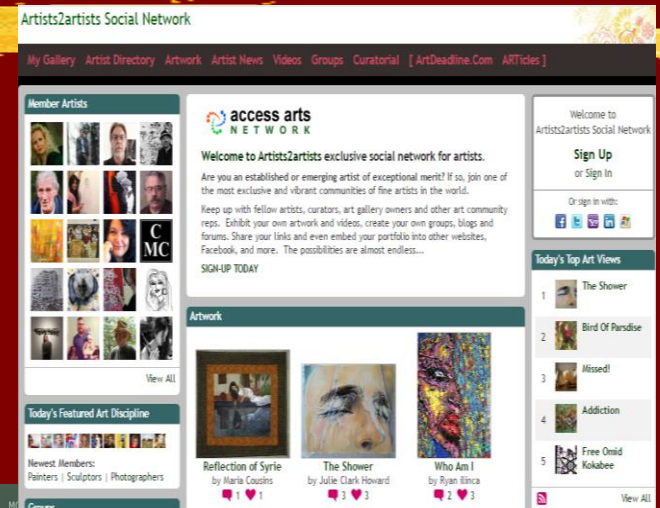 Artists2artists Social Network
My Gallery Artist Directory Artwork Artist News Videos Groups Curatorial [ ArtDeadline.Com ARTicles ]
Member Artists
C
MC
View All
Today's Featured Art Discipline
Newest Members:
Painters | Sculptors | Photographers
Groups
access arts
NETWORK
Welcome to Artists2artists exclusive social network for artists.
Are you an established or emerging artist of exceptional merit? If so, join one of
the most exclusive and vibrant communities of fine artists in the world.
Keep up with fellow artists, curators, art gallery owners and other art community
reps. Exhibit your own artwork and videos, create your own groups, blogs and
forums. Share your links and even embed your portfolio into other websites,
Facebook, and more. The possibilities are almost endless...
SIGN-UP TODAY
Artwork
Reflection of Syrie
by Maria Cousins
1 1
The Shower
by Julie Clark Howard
3 3
Who Am I
by Ryan Ilinca
2 3
Welcome to
Artists2artists Social Network
Sign Up
or Sign In
Or sign in with:
Today's Top Art Views
1 The Shower
2 Bird Of Parsdise
3 Missed!
4 Addiction
5 Free Omid
Kokabee
View All